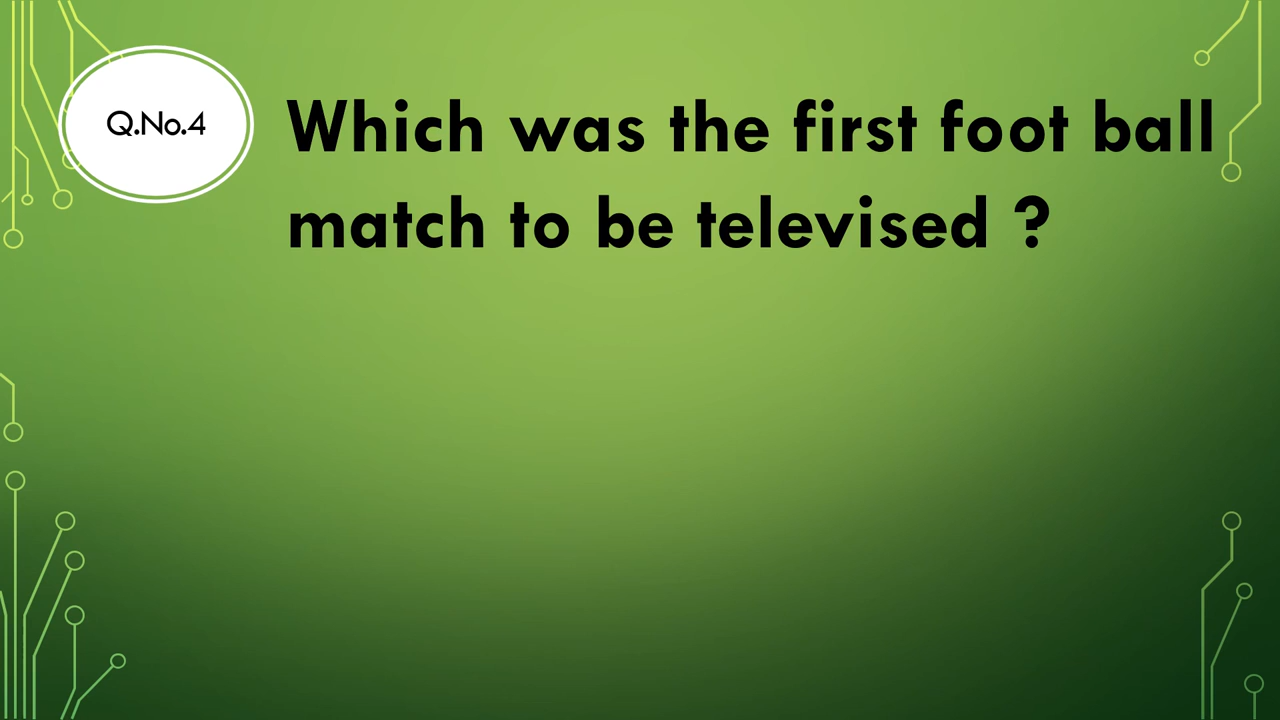 Q.No.4
Which was the first foot ball
match to be televised ?